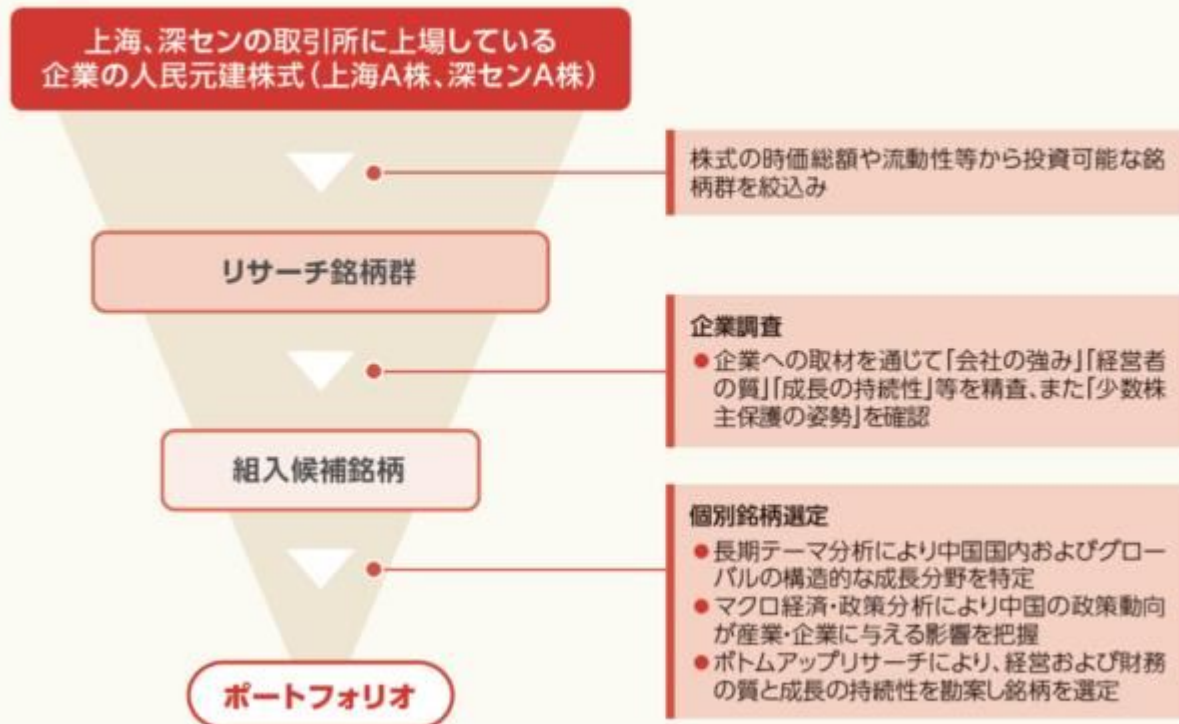 上海、深センの取引所に上場している
企業の人民元建株式(上海A株、深センA株)
株式の時価総額や流動性等から投資可能な銘
柄群を絞込み
リサーチ銘柄群
企業調査
●企業への取材を通じて「会社の強み」「経営者
の質」「成長の持続性」等を精査、また「少数株
主保護の姿勢」を確認
組入候補銘柄
個別銘柄選定
●長期テーマ分析により中国国内およびグロー
バルの構造的な成長分野を特定
●マクロ経済・政策分析により中国の政策動向
が産業・企業に与える影響を把握
●ボトムアップリサーチにより、経営および財務
の質と成長の持続性を勘案し銘柄を選定
ポートフォリオ